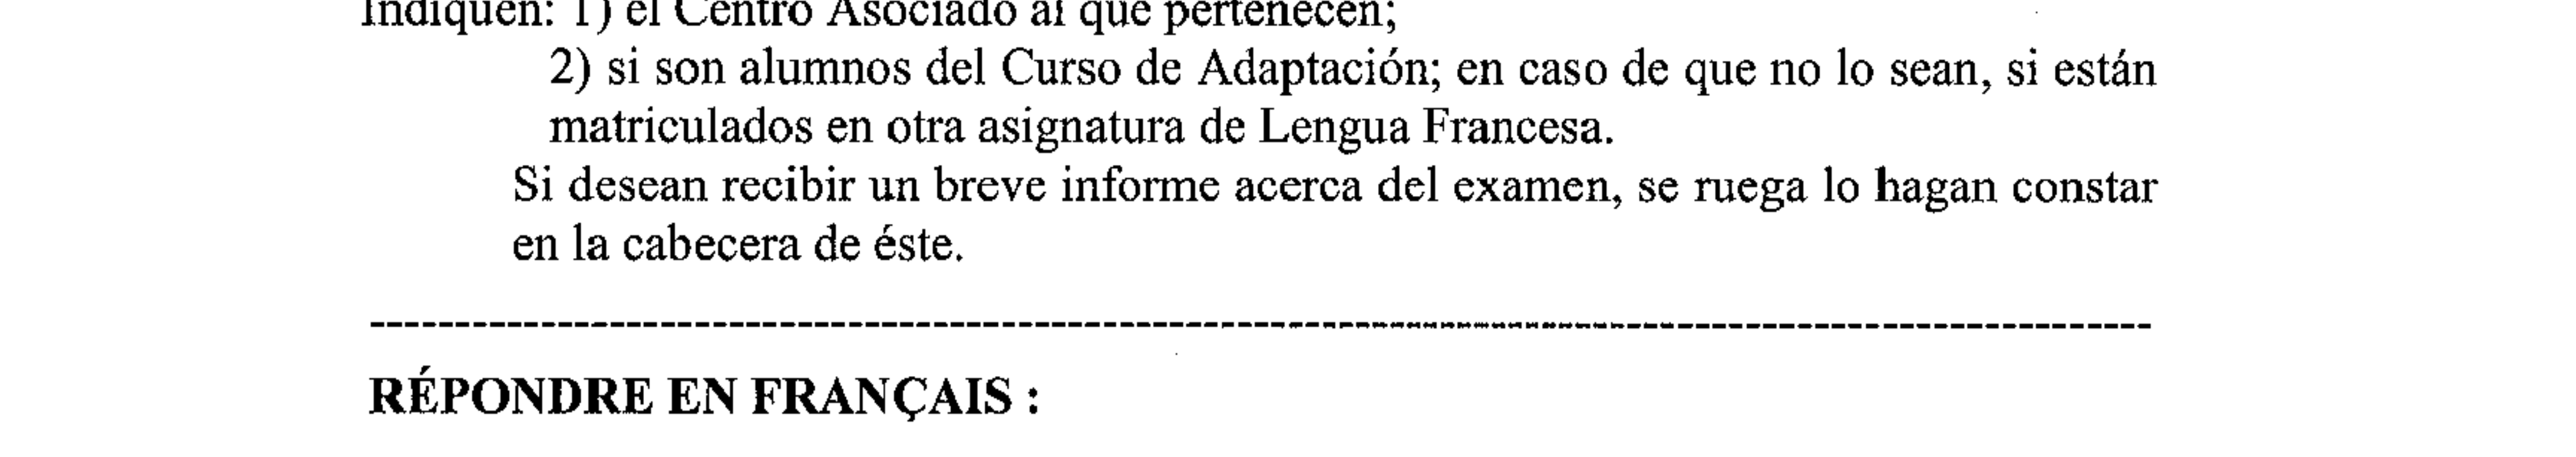 Indiquen: 1) el Centro Asociado al que pertenecen;
2) si son alumnos del Curso de Adaptación; en caso de que no lo sean, si están
matriculados en otra asignatura de Lengua Francesa.
Si desean recibir un breve informe acerca del examen, se ruega lo hagan constar
en la cabecera de éste.
--------------------------------------------------------------------------------------------------------
RÉPONDRE EN FRANÇAIS :